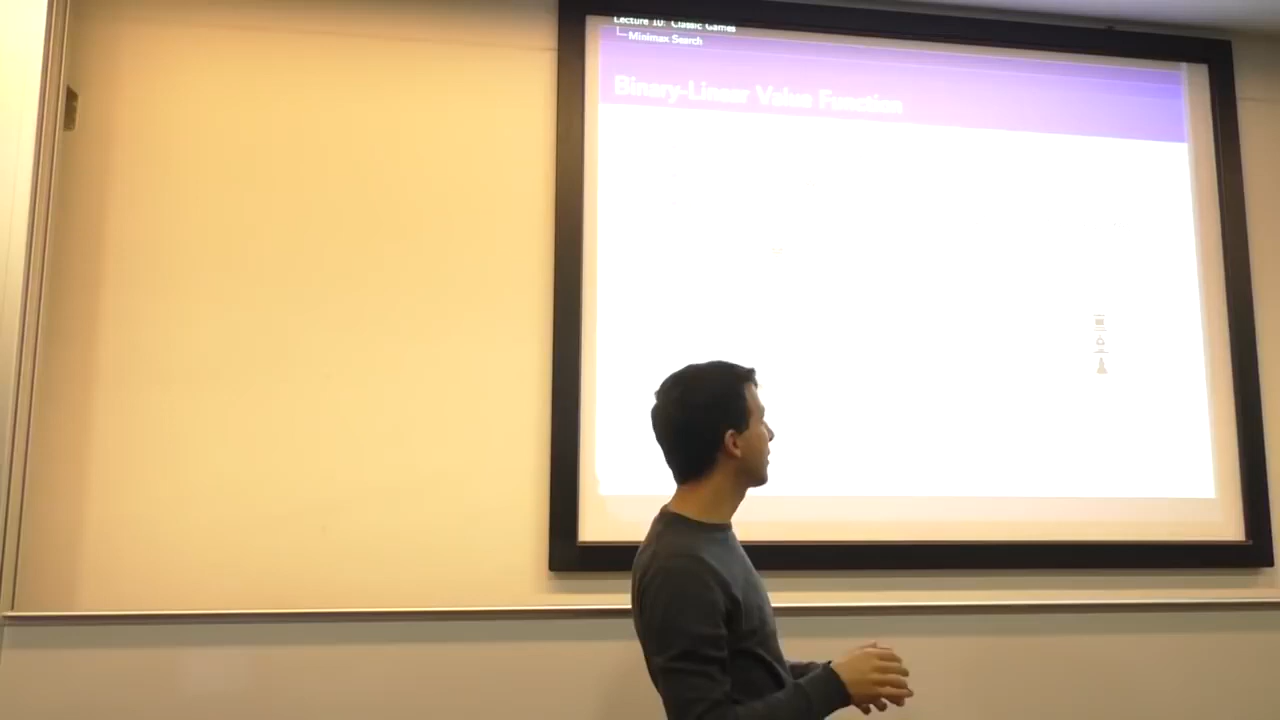 Lecture 10: Classic Games
Minimax Search
Binary-Linear Value Function